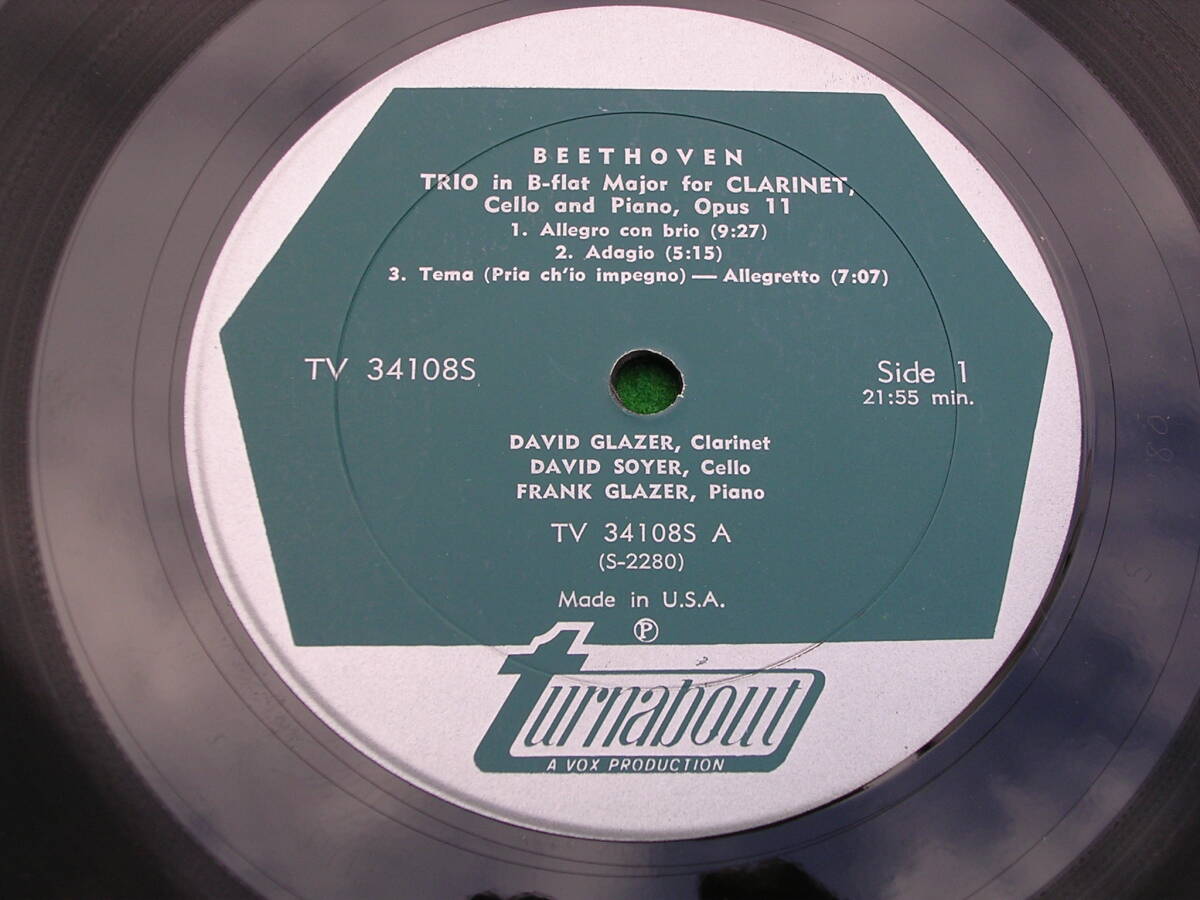 BEETHOVEN
TRIO in B-flat Major for CLARINET,
Cello and Piano, Opus 11
1. Allegro con brio (9:27)
2. Adagio (5:15)
3. Tema (Pria ch'io impegno) — Allegretto (7:07)
TV 34108S
Side 1
21:55 min.
DAVID GLAZER, Clarinet
DAVID SOYER, Cello
FRANK GLAZER, Piano
TV 34108S A
(S-2280)
Made in U.S.A.
Ⓟ
turnabout
A VOX PRODUCTION